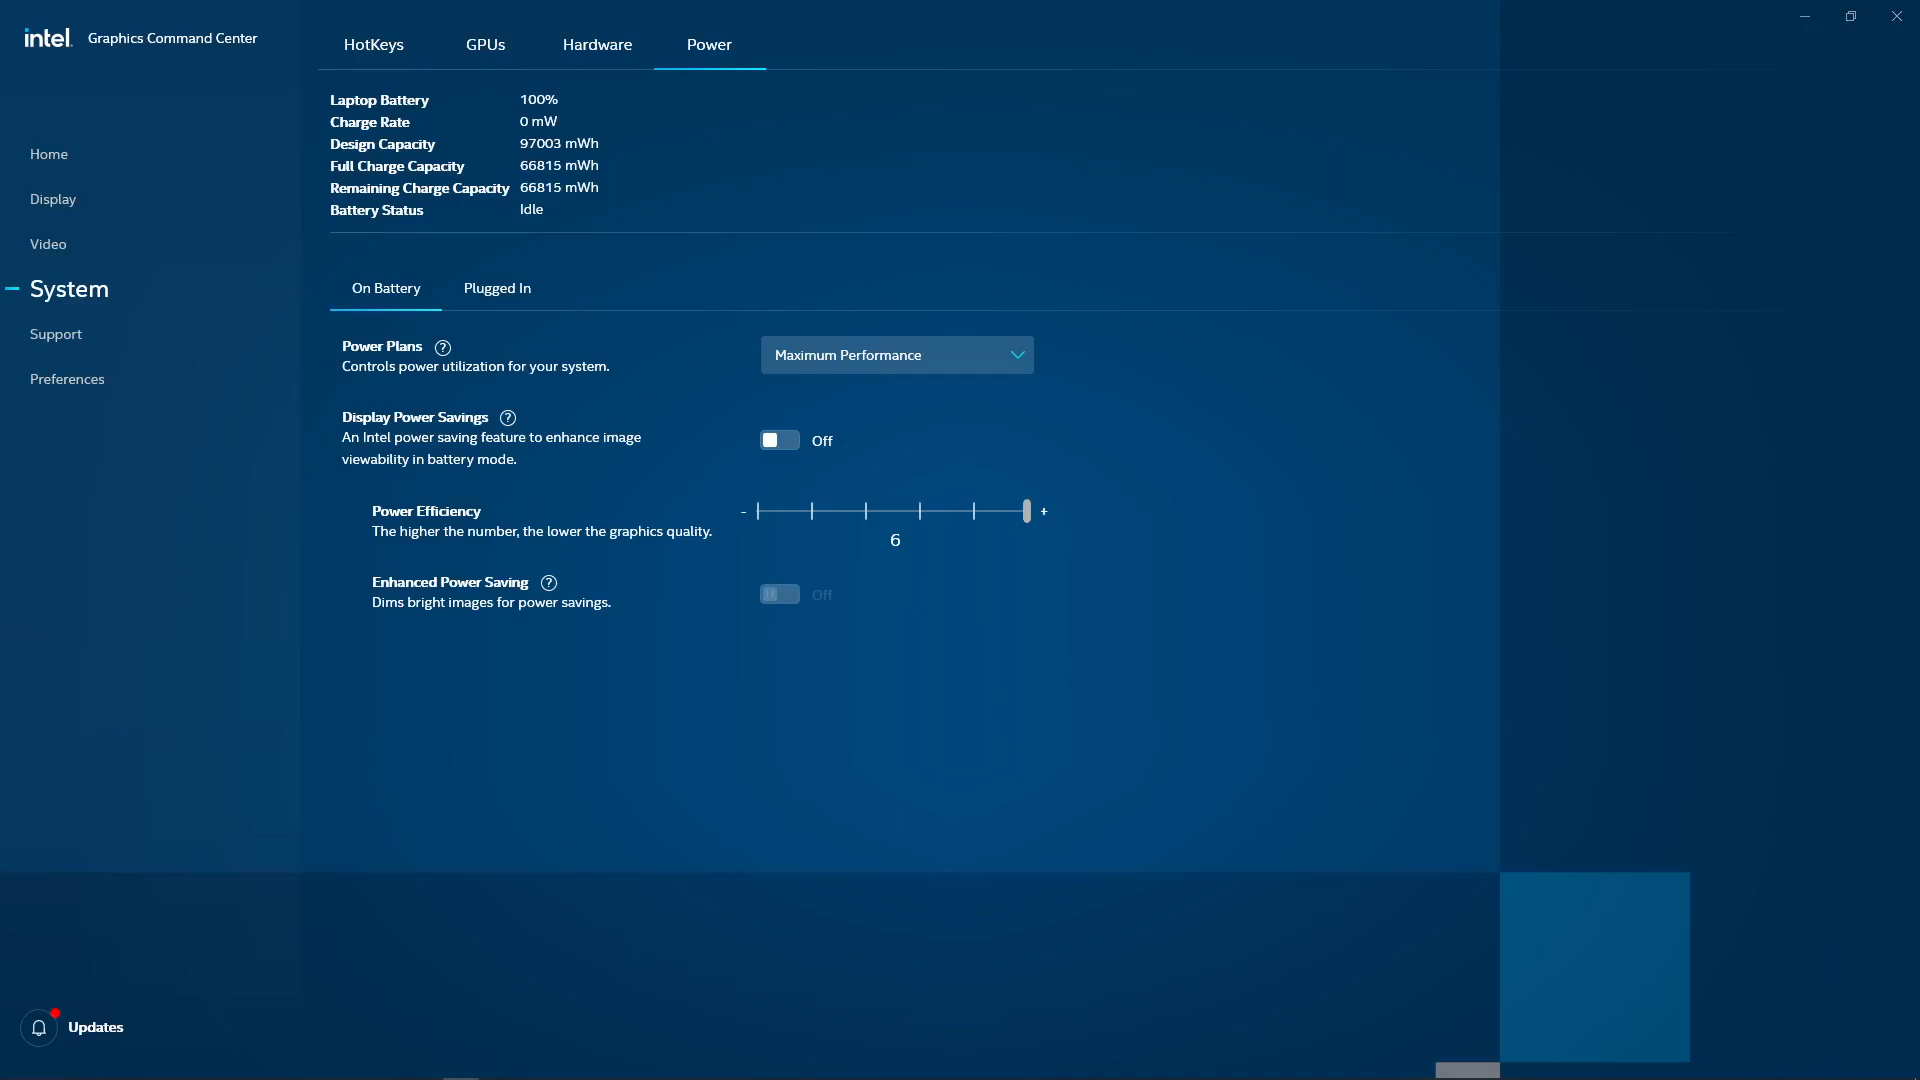 intel. Graphics Command Center
HotKeys GPUs Hardware Power
Laptop Battery 100%
Charge Rate 0 mW
Design Capacity 97003 mWh
Full Charge Capacity 66815 mWh
Remaining Charge Capacity 66815 mWh
Battery Status Idle
Home
Display
Video
System
Support
Preferences
On Battery Plugged In
Power Plans ?
Controls power utilization for your system.
Maximum Performance
Display Power Savings ?
An Intel power saving feature to enhance image
viewability in battery mode.
Off
Power Efficiency
The higher the number, the lower the graphics quality.
- +
6
Enhanced Power Saving ?
Dims bright images for power savings.
Off
Updates